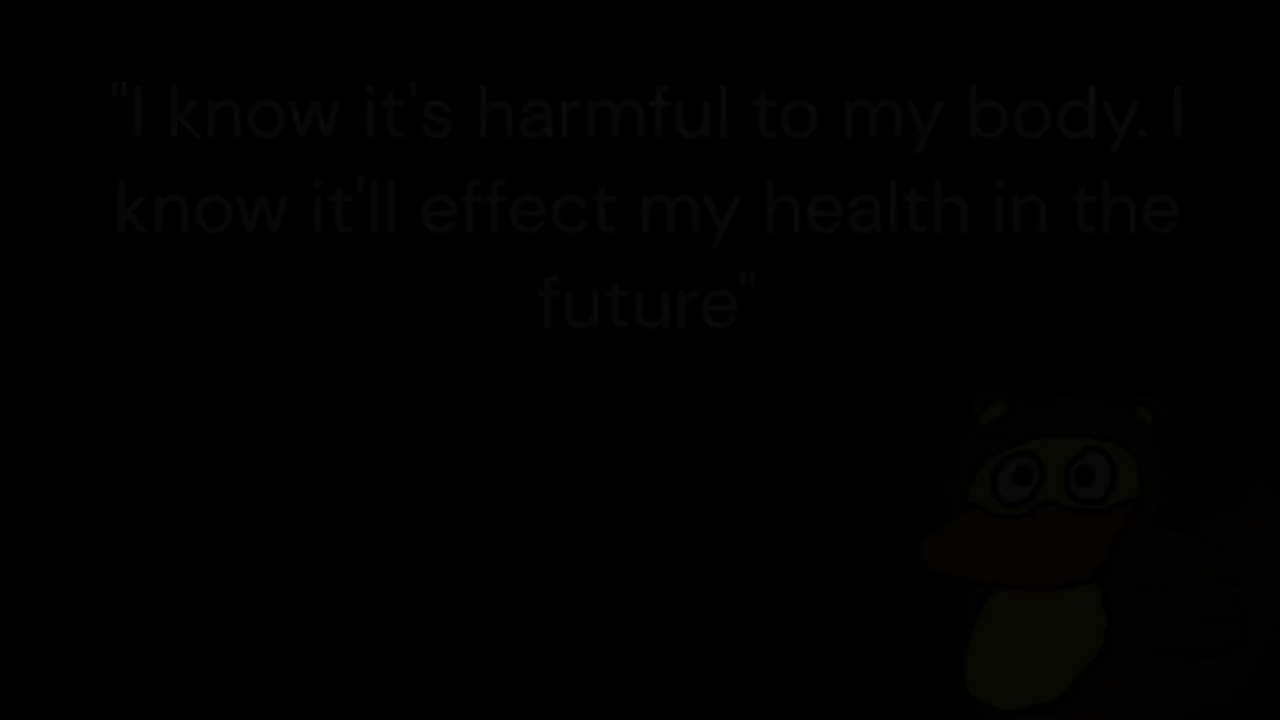 "I know it's harmful to my body. I
know it'll effect my health in the
future"